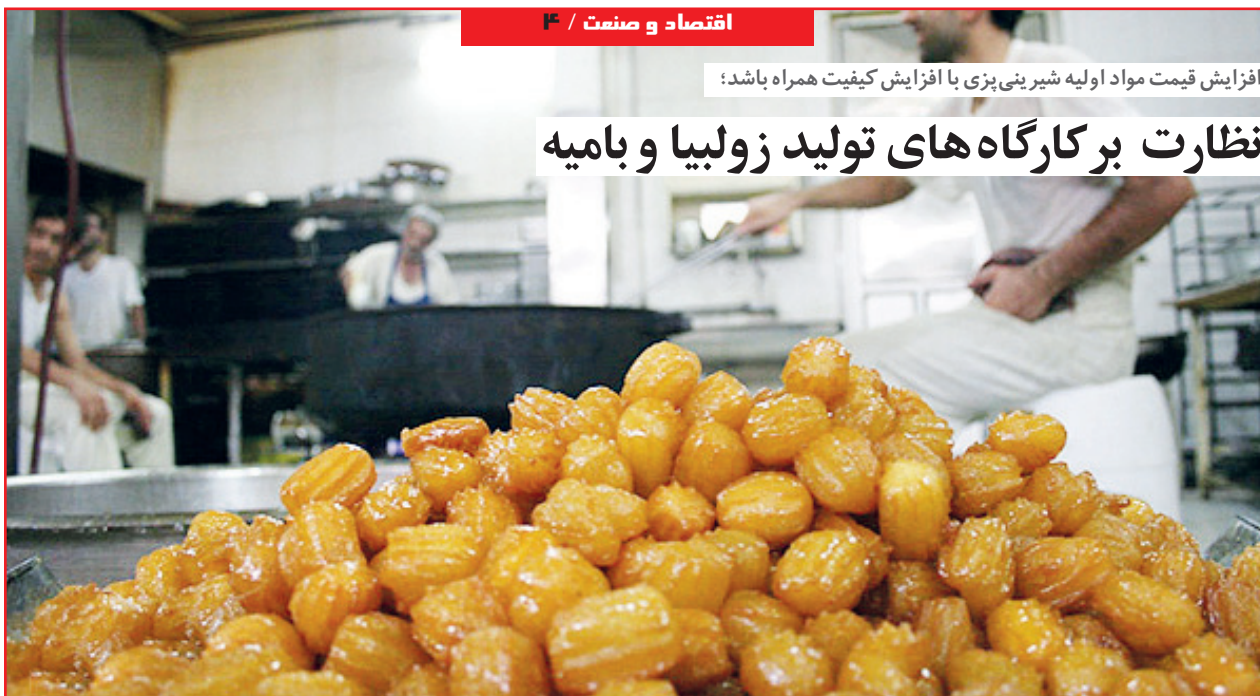 اقتصاد و صنعت / ۴
افزایش قیمت مواد اولیه شیرینی‌پزی با افزایش کیفیت همراه باشد؛
نظارت بر کارگاه‌های تولید زولبیا و بامیه